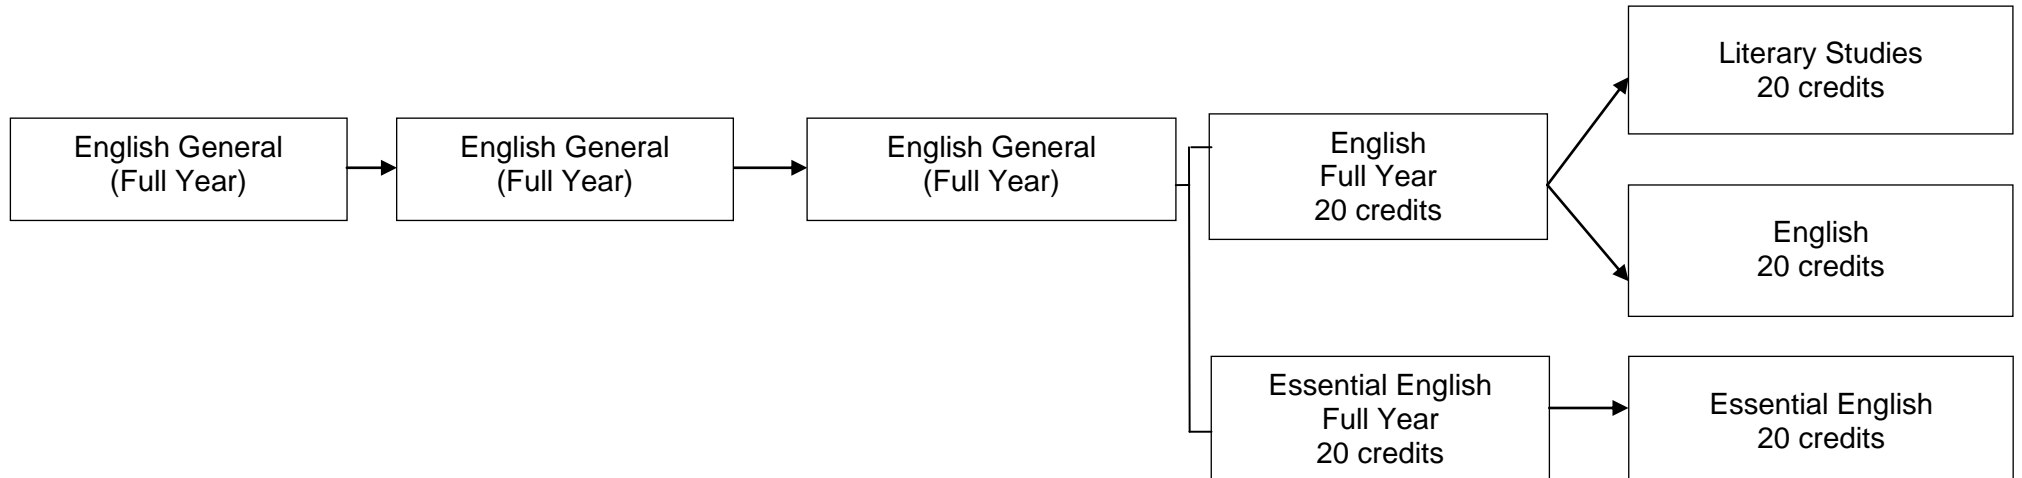 English General
(Full Year)
English General
(Full Year)
English General
(Full Year)
English
Full Year
20 credits
Literary Studies
20 credits
English
20 credits
Essential English
Full Year
20 credits
Essential English
20 credits